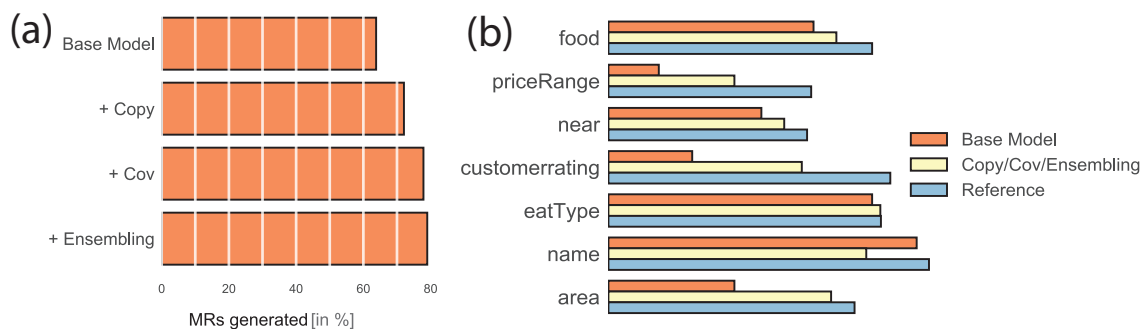 (a)
Base Model
+ Copy
+ Cov
+ Ensembling
0 20 40 60 80
MRs generated [in %]
(b)
food
priceRange
near
customerrating
eatType
name
area
Base Model
Copy/Cov/Ensembling
Reference